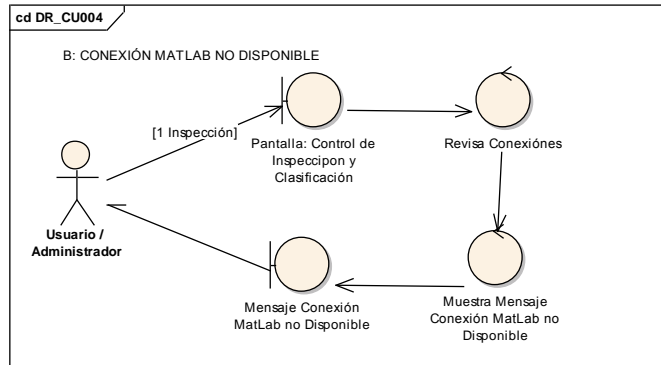 cd DR_CU004
B: CONEXIÓN MATLAB NO DISPONIBLE
[1 Inspección]
Pantalla: Control de
Inspeccipon y
Clasificación
Revisa Conexiónes
Usuario /
Administrador
Mensaje Conexión
MatLab no Disponible
Muestra Mensaje
Conexión MatLab no
Disponible